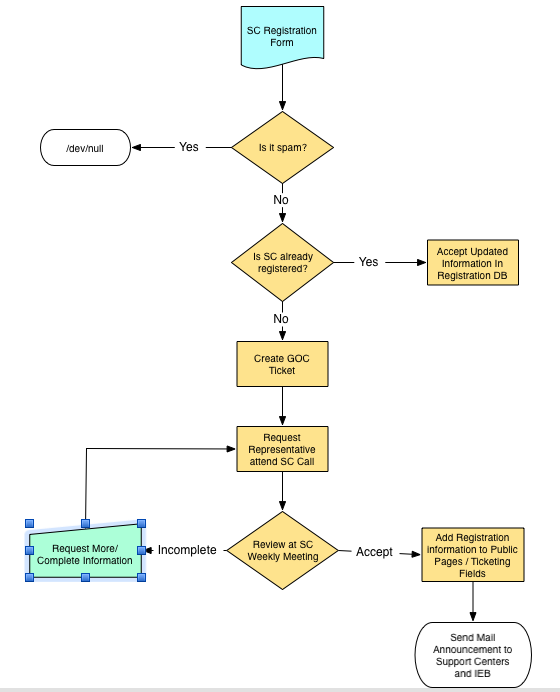 SC Registration
Form
Is it spam?
Yes
/dev/null
No
Is SC already
registered?
Yes
Accept Updated
Information In
Registration DB
No
Create GOC
Ticket
Request
Representative
attend SC Call
Review at SC
Weekly Meeting
Incomplete
Request More/
Complete Information
Accept
Add Registration
information to Public
Pages / Ticketing
Fields
Send Mail
Announcement to
Support Centers
and IEB